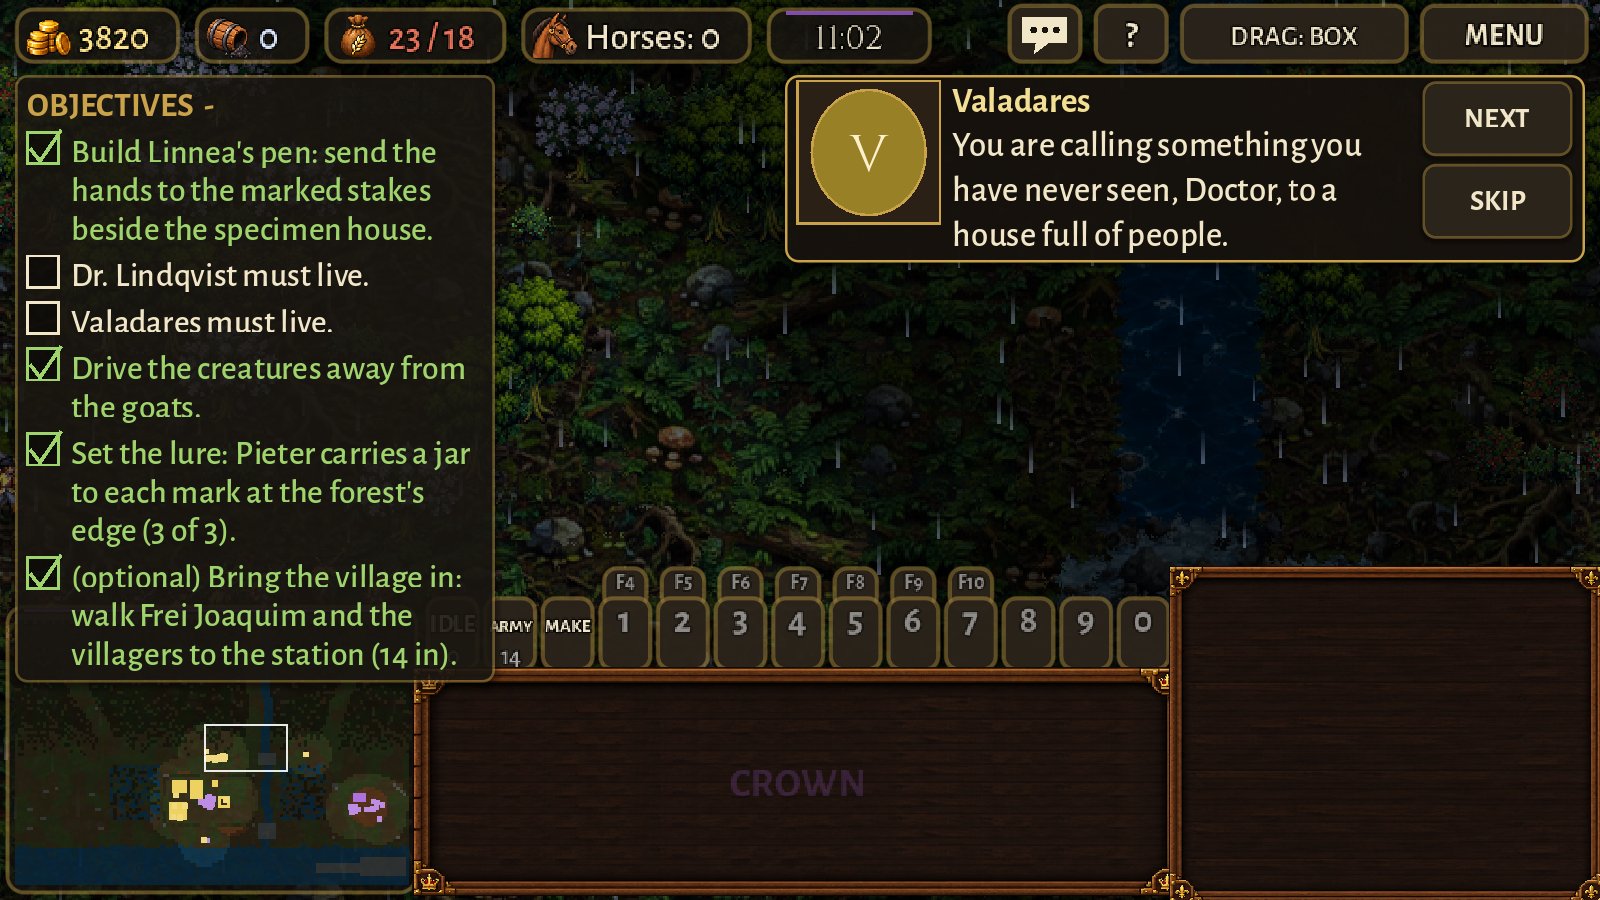 3820
0
23/18
Horses: 0
11:02
?
DRAG: BOX
MENU
OBJECTIVES -
Build Linnea's pen: send the
hands to the marked stakes
beside the specimen house.
Dr. Lindqvist must live.
Valadares must live.
Drive the creatures away from
the goats.
Set the lure: Pieter carries a jar
to each mark at the forest's
edge (3 of 3).
(optional) Bring the village in:
walk Frei Joaquim and the
villagers to the station (14 in).
V
Valadares
You are calling something you
have never seen, Doctor, to a
house full of people.
NEXT
SKIP
F4 F5 F6 F7 F8 F9 F10
IDLE ARMY MAKE 1 2 3 4 5 6 7 8 9 0
14
CROWN